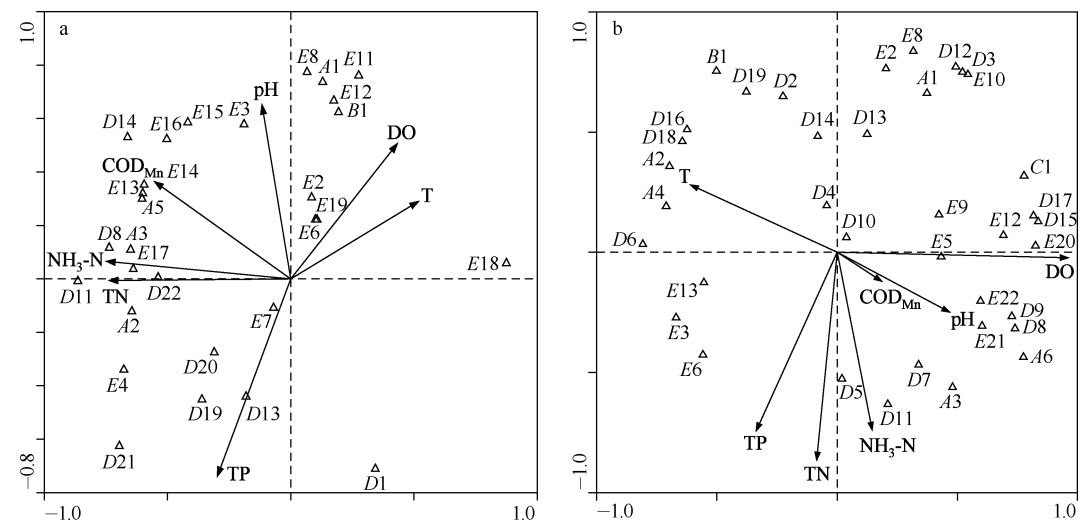 1.0
a
E8
A1
E11
E12
B1
pH
E3
E15
E16
D14
DO
COD_Mn
E14
E13
A5
E2
T
E19
E6
D8
A3
E17
NH3-N
E18
D11
TN
D22
A2
E7
D20
E4
D19
D13
D21
TP
D1
−0.8
−1.0
1.0
1.0
b
E8
B1
E2
D12
D3
E10
D19
D2
A1
D16
D18
D14
D13
A2
T
C1
A4
D4
D17
D15
E9
E12
D10
E20
D6
E5
DO
COD_Mn
E13
E22
D9
pH
D8
E3
E21
E6
A6
D7
D5
A3
D11
TP
NH3-N
TN
−1.0
−1.0
1.0